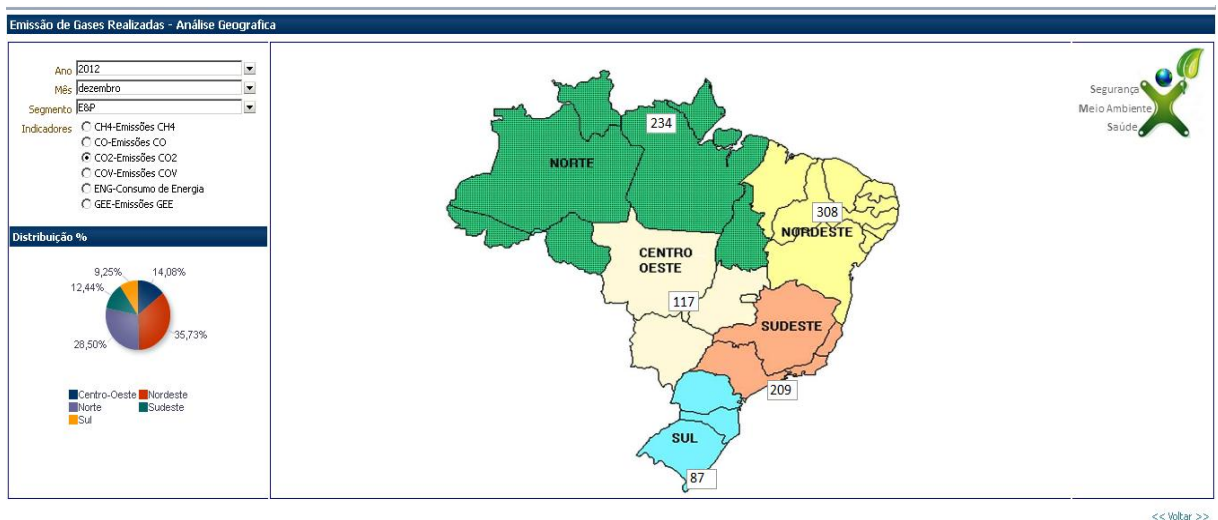 Emissão de Gases Realizadas - Análise Geografica
Ano 2012
Mês dezembro
Segmento E&P
Indicadores CH4-Emissões CH4
CO-Emissões CO
CO2-Emissões CO2
COV-Emissões COV
ENG-Consumo de Energia
GEE-Emissões GEE
Distribuição %
9,25% 14,08%
12,44%
35,73%
28,50%
Centro-Oeste Nordeste
Norte Sudeste
Sul
234
NORTE
308
NORDESTE
CENTRO
OESTE
117
SUDESTE
209
SUL
87
Segurança
Meio Ambiente
Saúde
<< Voltar >>